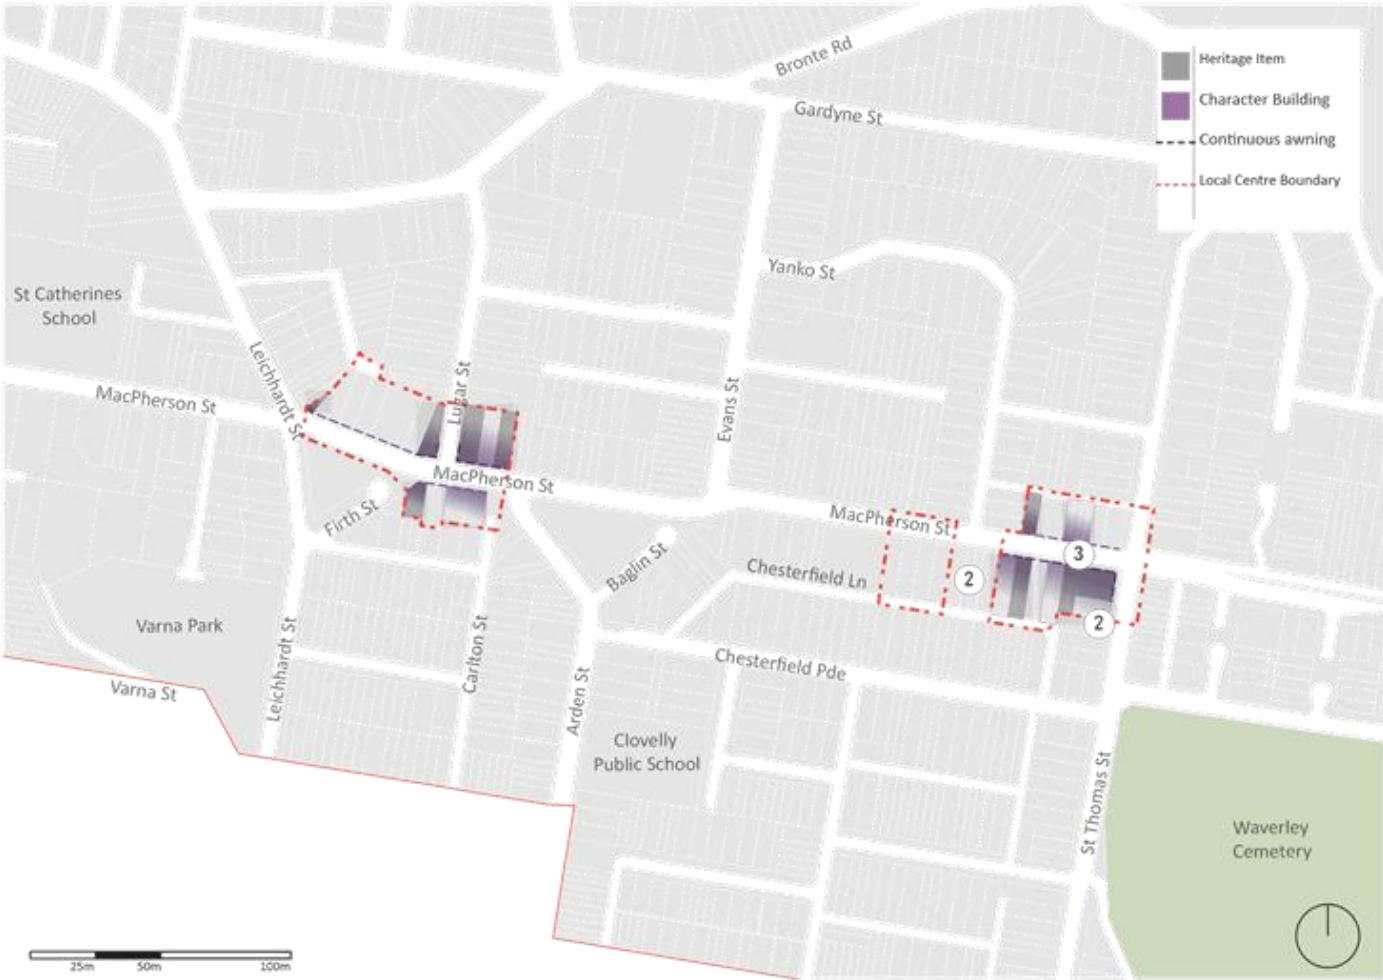 Bronte Rd
Heritage Item
Character Building
Gardyne St
Continuous awning
Local Centre Boundary
Yanko St
St Catherines
School
Leichhardt St
Lugar St
MacPherson St
Evans St
MacPherson St
Firth St
MacPherson St
Baglin St
Chesterfield Ln
3
2
2
Varna Park
Leichhardt St
Carlton St
Chesterfield Pde
Arden St
Varna St
Clovelly
Public School
St Thomas St
Waverley
Cemetery
25m 50m 100m